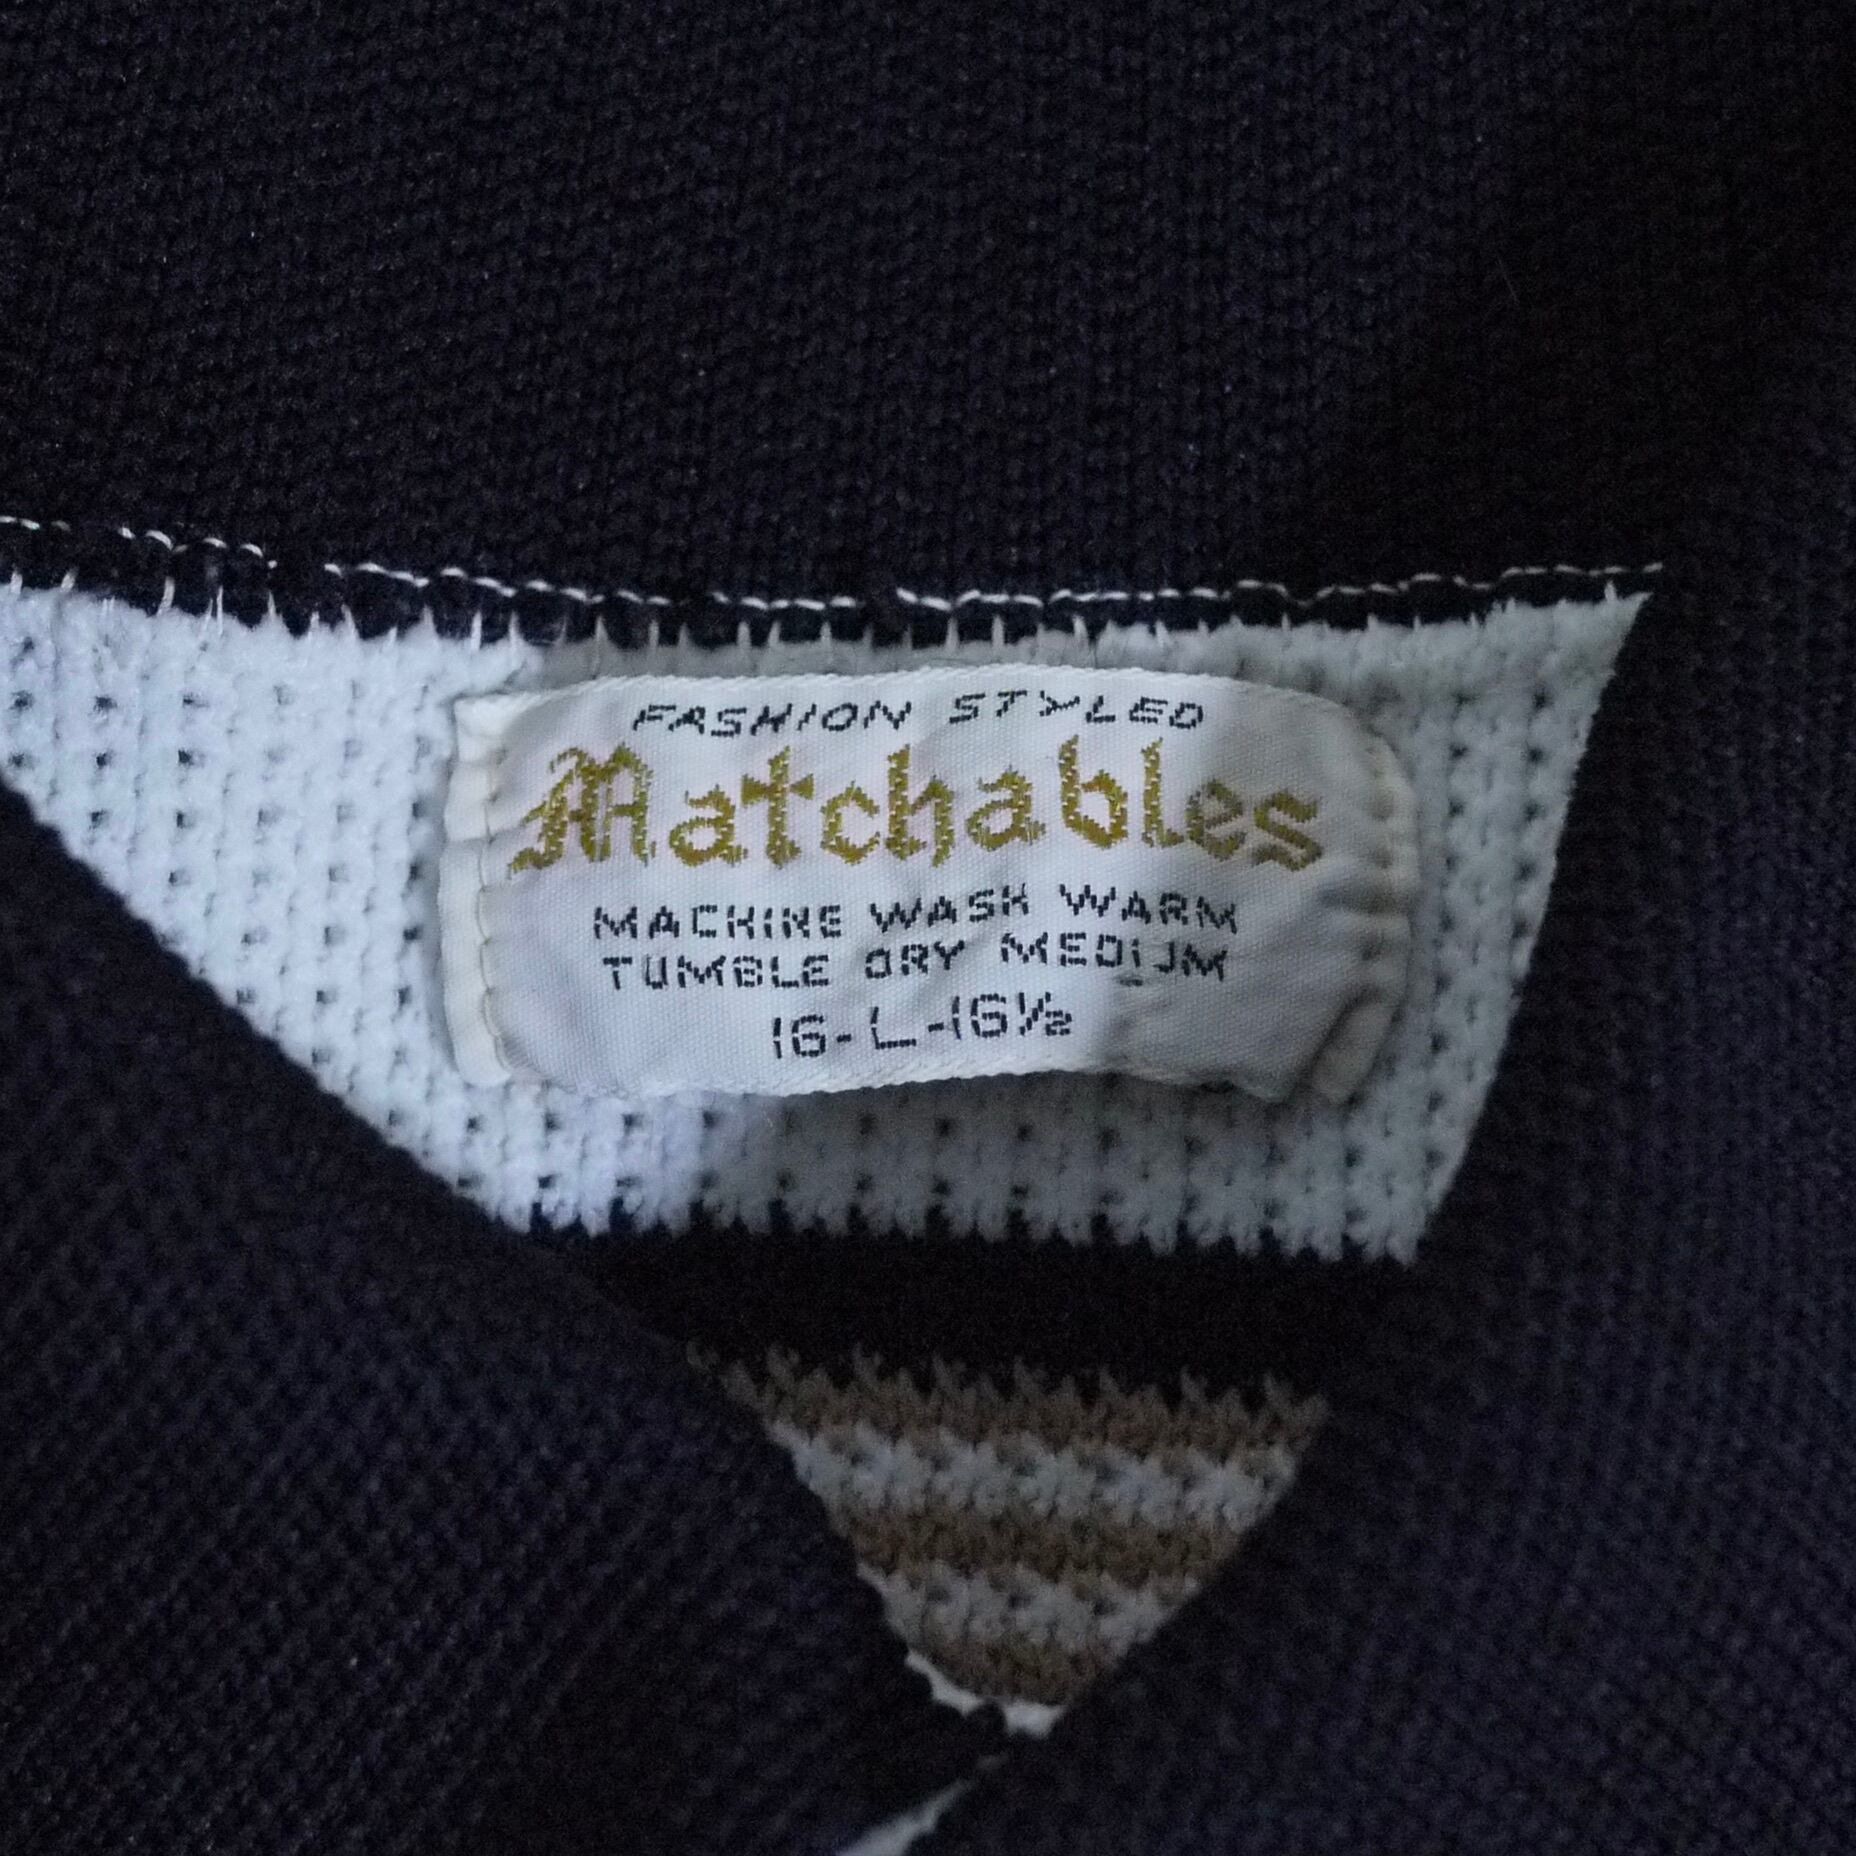 FASHION STYLED
Matchables
MACHINE WASH WARM
TUMBLE DRY MEDIUM
16-L-16½